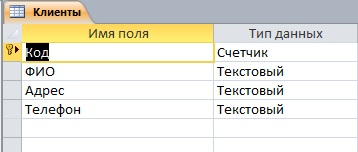 Клиенты
Имя поля Тип данных
Код Счетчик
ФИО Текстовый
Адрес Текстовый
Телефон Текстовый